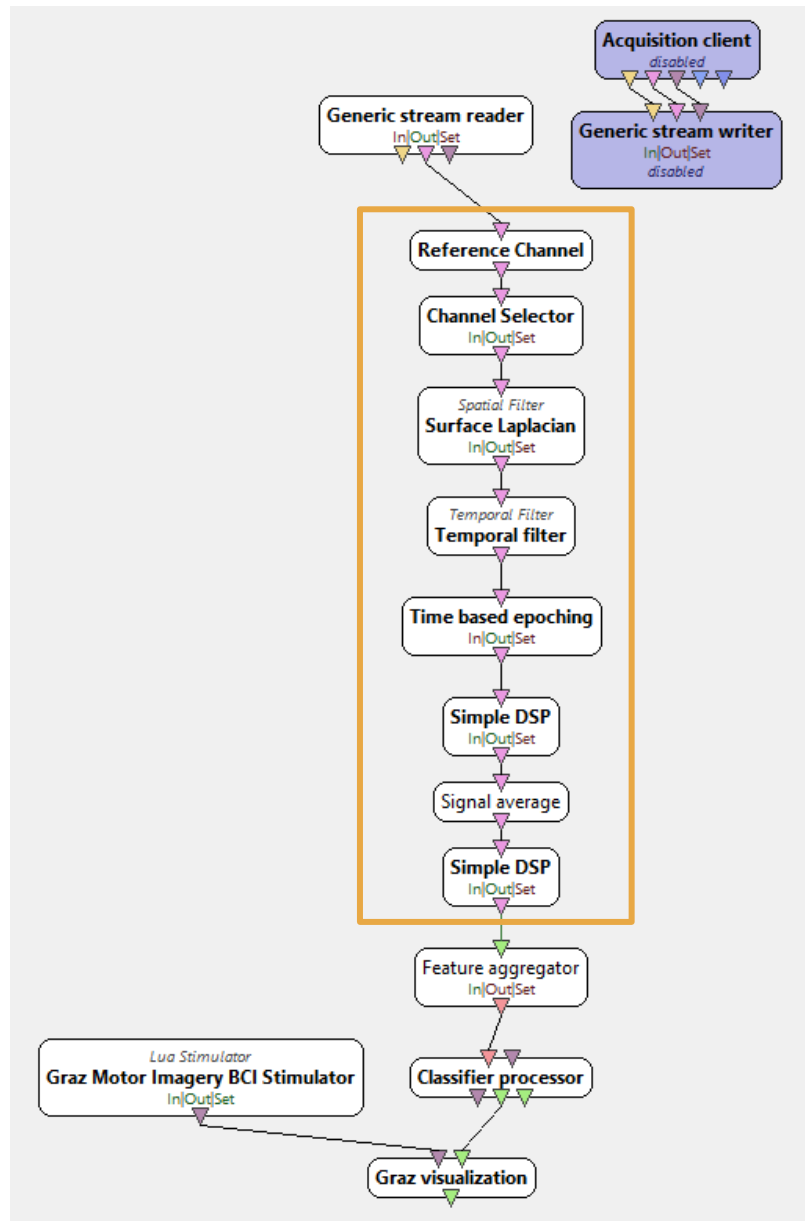 Acquisition client
disabled
Generic stream writer
In|Out|Set
disabled
Generic stream reader
In|Out|Set
Reference Channel
Channel Selector
In|Out|Set
Spatial Filter
Surface Laplacian
In|Out|Set
Temporal Filter
Temporal filter
Time based epoching
In|Out|Set
Simple DSP
In|Out|Set
Signal average
Simple DSP
In|Out|Set
Feature aggregator
In|Out|Set
Lua Stimulator
Graz Motor Imagery BCI Stimulator
In|Out|Set
Classifier processor
Graz visualization